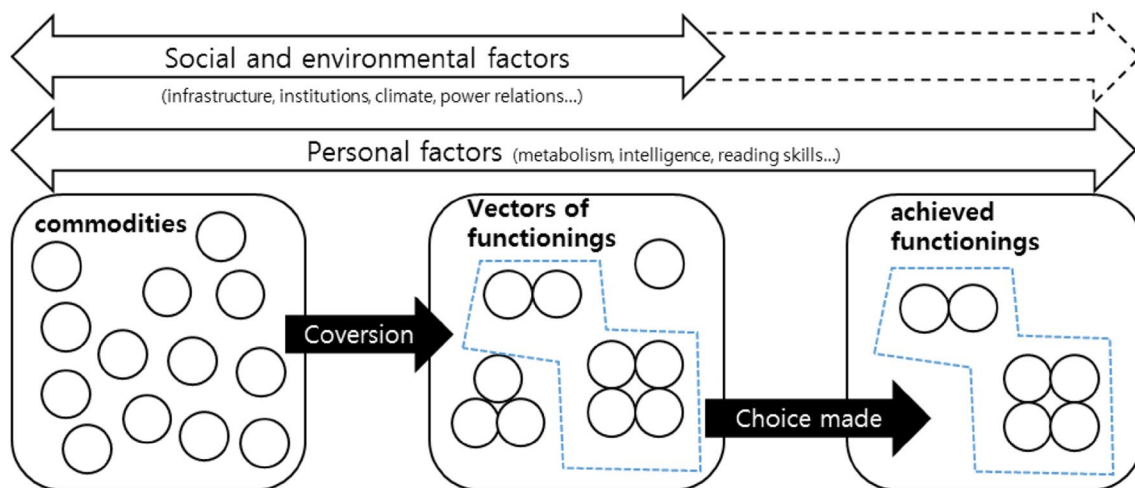 Social and environmental factors
(infrastructure, institutions, climate, power relations...)
Personal factors (metabolism, intelligence, reading skills...)
commodities
Vectors of
functionings
achieved
functionings
Coversion
Choice made